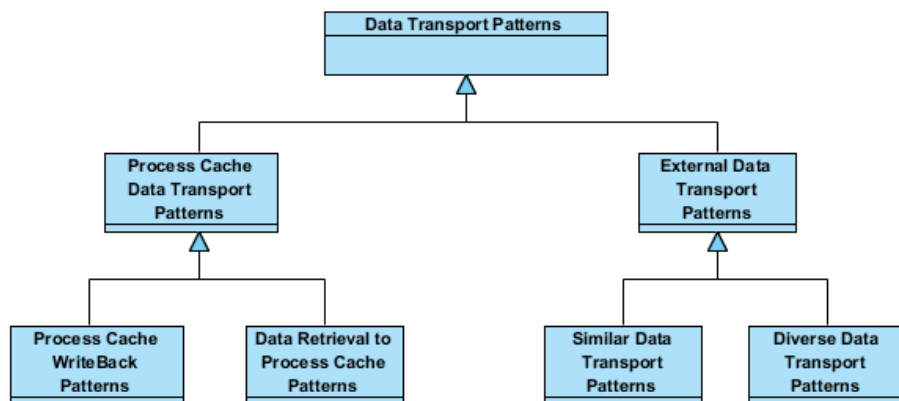 Data Transport Patterns
Process Cache
Data Transport
Patterns
External Data
Transport
Patterns
Process Cache
WriteBack
Patterns
Data Retrieval to
Process Cache
Patterns
Similar Data
Transport
Patterns
Diverse Data
Transport
Patterns